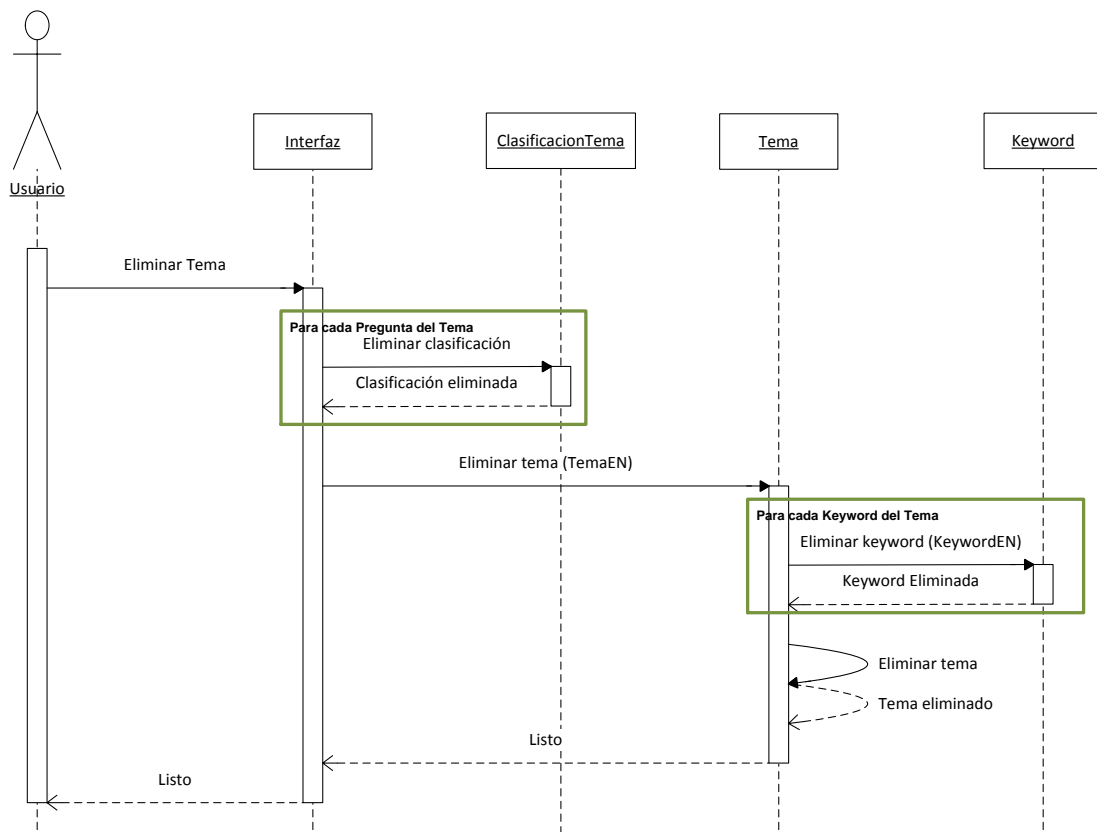 Usuario
Interfaz
ClasificacionTema
Tema
Keyword
Eliminar Tema
Para cada Pregunta del Tema
Eliminar clasificación
Clasificación eliminada
Eliminar tema (TemaEN)
Para cada Keyword del Tema
Eliminar keyword (KeywordEN)
Keyword Eliminada
Eliminar tema
Tema eliminado
Listo
Listo